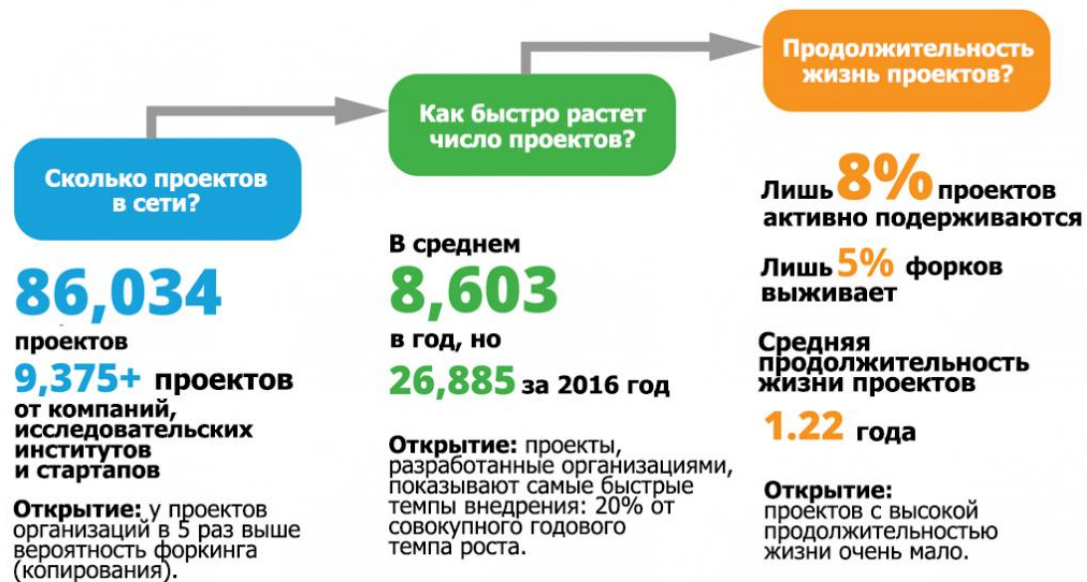 Сколько проектов
в сети?
86,034
проектов
9,375+ проектов
от компаний,
исследовательских
институтов
и стартапов
Открытие: у проектов
организаций в 5 раз выше
вероятность форкинга
(копирования).
Как быстро растет
число проектов?
В среднем
8,603
в год, но
26,885 за 2016 год
Открытие: проекты,
разработанные организациями,
показывают самые быстрые
темпы внедрения: 20% от
совокупного годового
темпа роста.
Продолжительность
жизнь проектов?
Лишь 8% проектов
активно подерживаются
Лишь 5% форков
выживает
Средняя
продолжительность
жизни проектов
1.22 года
Открытие:
проектов с высокой
продолжительностью
жизни очень мало.